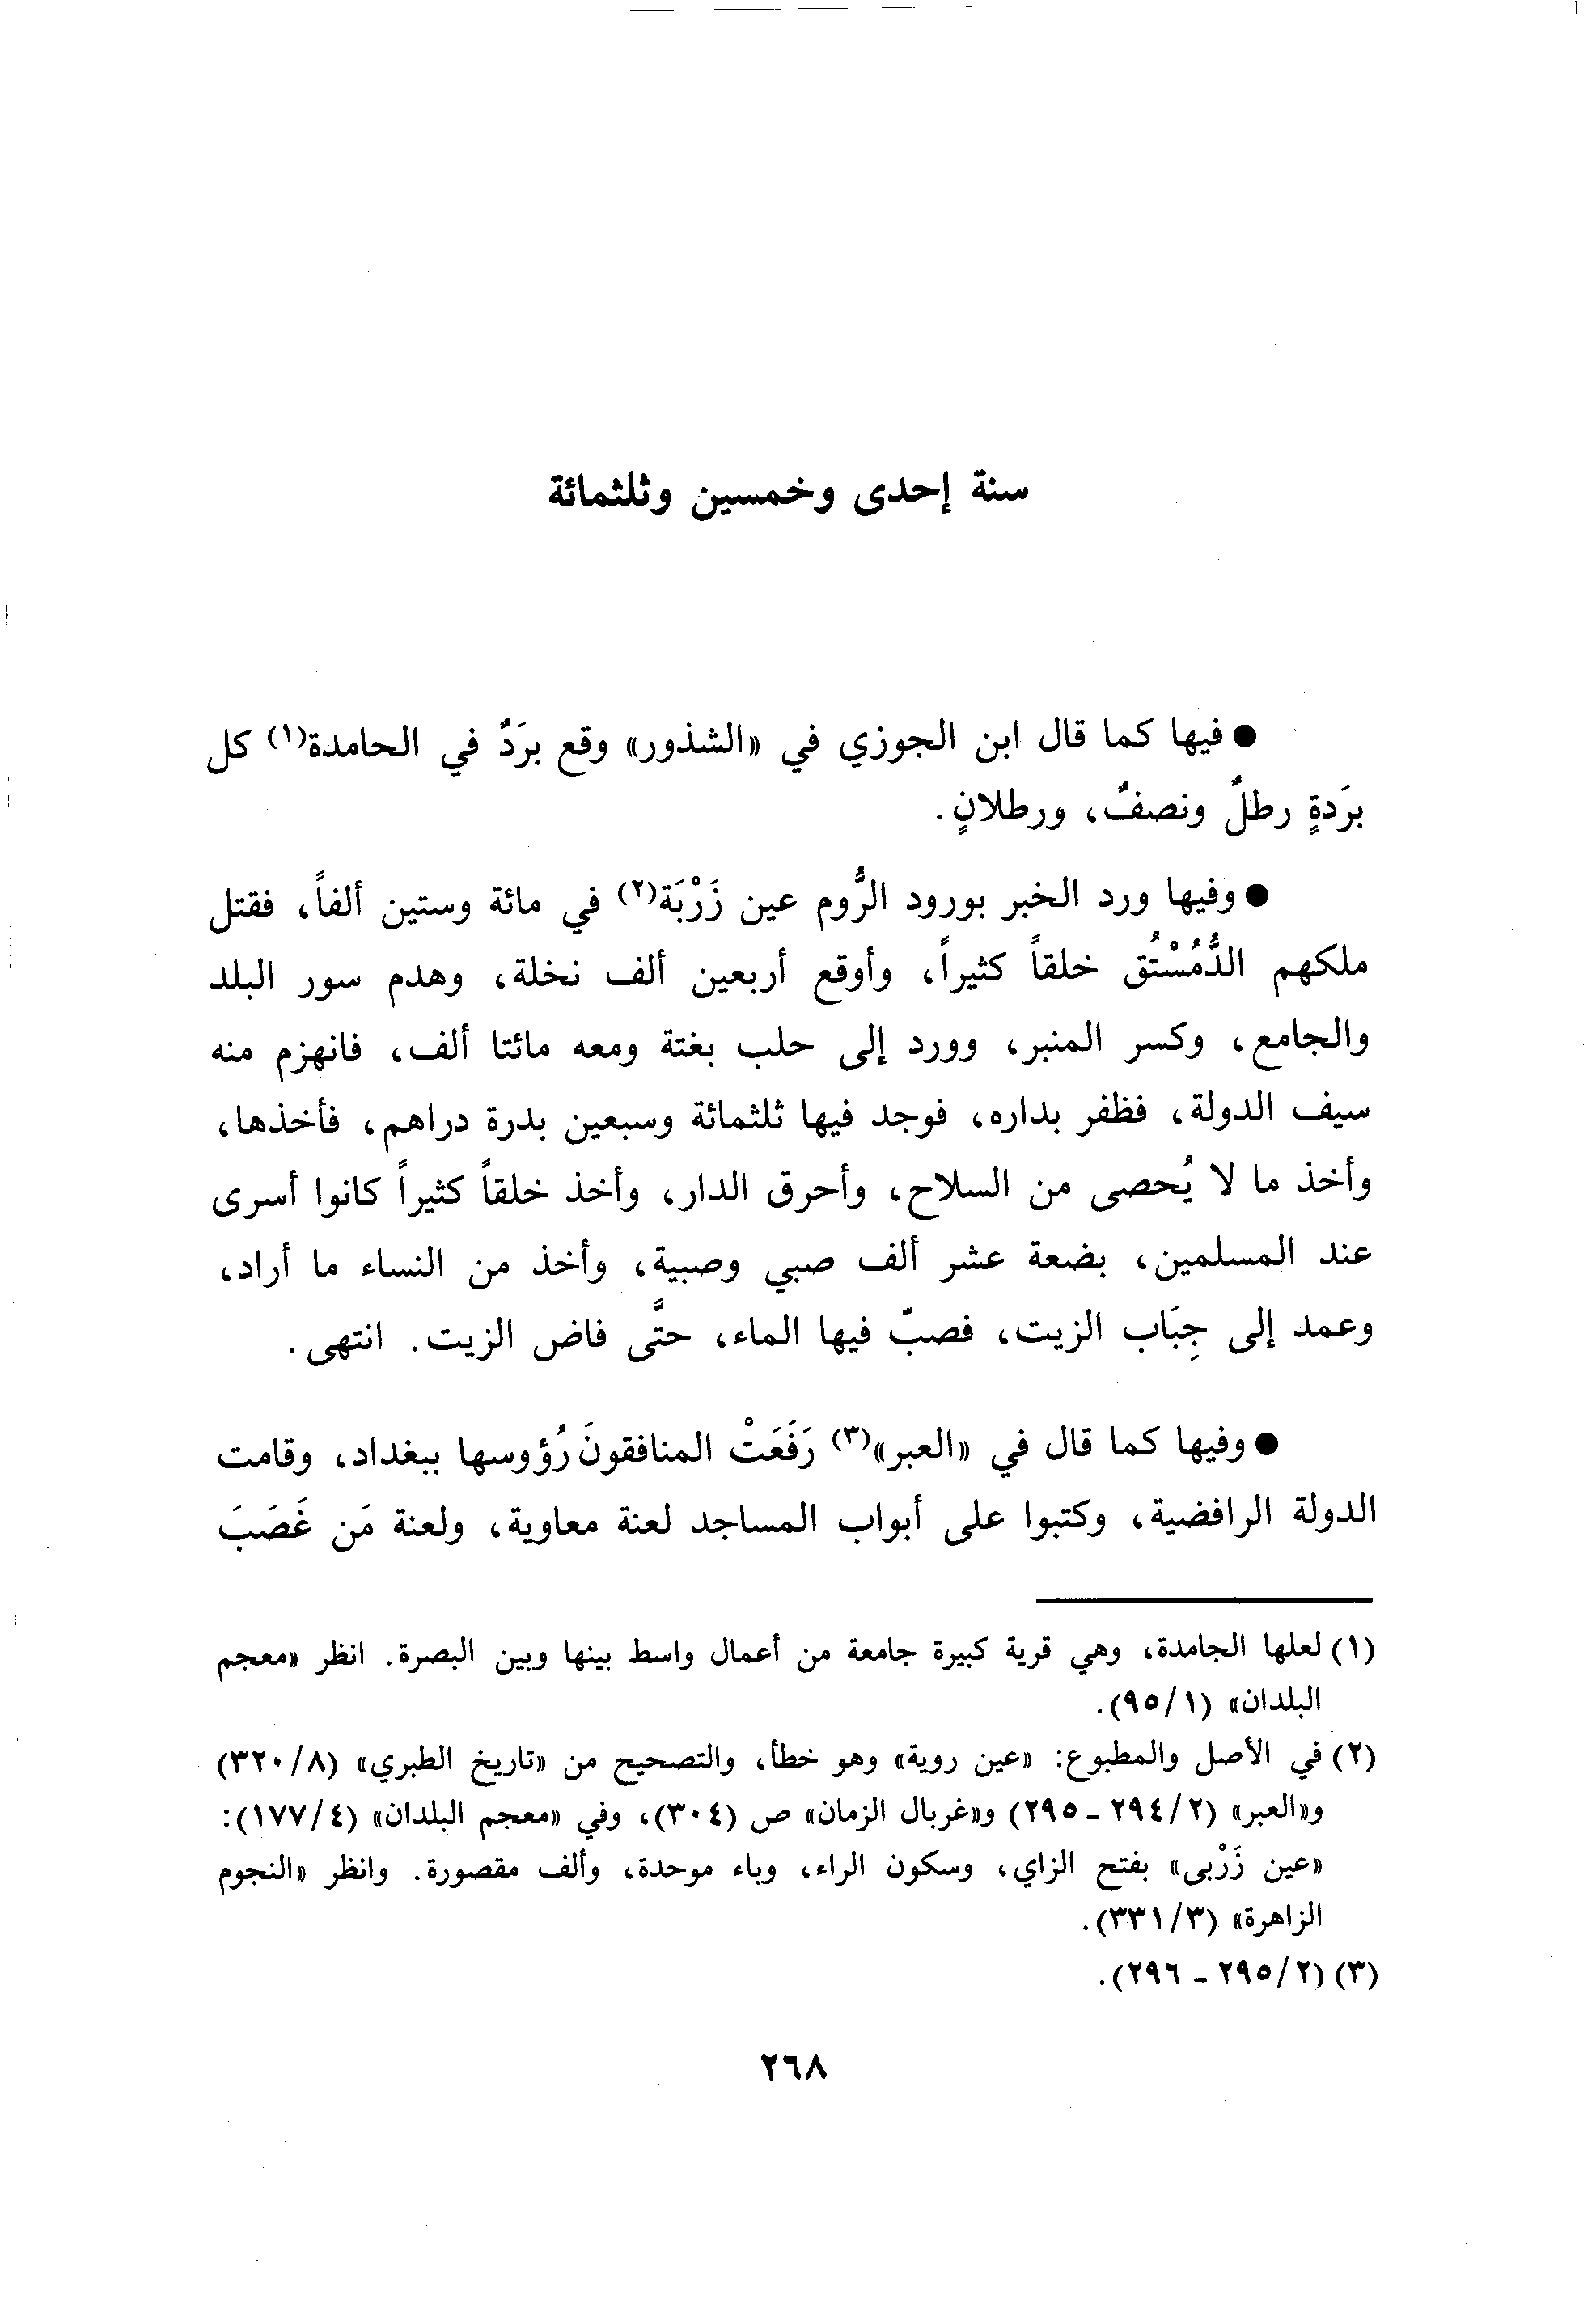 سنة إحدى وخمسين وثلثمائة
● فيها كما قال ابن الجوزي في «الشذور» وقع برَدٌ في الحامدة(١) كل
برَدةٍ رطلٌ ونصفٌ، ورطلانٍ.
● وفيها ورد الخبر بورود الرُّوم عين زَرْبَة(٢) في مائة وستين ألفاً، فقتل
ملكهم الدُّمُسْتُق خلقاً كثيراً، وأوقع أربعين ألف نخلة، وهدم سور البلد
والجامع، وكسر المنبر، وورد إلى حلب بغتة ومعه مائتا ألف، فانهزم منه
سيف الدولة، فظفر بداره، فوجد فيها ثلثمائة وسبعين بدرة دراهم، فأخذها،
وأخذ ما لا يُحصى من السلاح، وأحرق الدار، وأخذ خلقاً كثيراً كانوا أسرى
عند المسلمين، بضعة عشر ألف صبي وصبية، وأخذ من النساء ما أراد،
وعمد إلى جِبَاب الزيت، فصبّ فيها الماء، حتَّى فاض الزيت. انتهى.
● وفيها كما قال في «العبر»(٣) رَفَعَتْ المنافقونَ رُؤوسها ببغداد، وقامت
الدولة الرافضية، وكتبوا على أبواب المساجد لعنة معاوية، ولعنة مَن غَصَبَ
(١) لعلها الجامدة، وهي قرية كبيرة جامعة من أعمال واسط بينها وبين البصرة. انظر «معجم
البلدان» (٩٥/١).
(٢) في الأصل والمطبوع: «عين روية» وهو خطأ، والتصحيح من «تاريخ الطبري» (٣٢٠/٨)
و«العبر» (٢٩٤/٢ - ٢٩٥) و«غربال الزمان» ص (٣٠٤)، وفي «معجم البلدان» (١٧٧/٤):
«عين زَرْبى» بفتح الزاي، وسكون الراء، وباء موحدة، وألف مقصورة. وانظر «النجوم
الزاهرة» (٣٣١/٣).
(٣) (٢٩٥/٢ - ٢٩٦).
٢٦٨